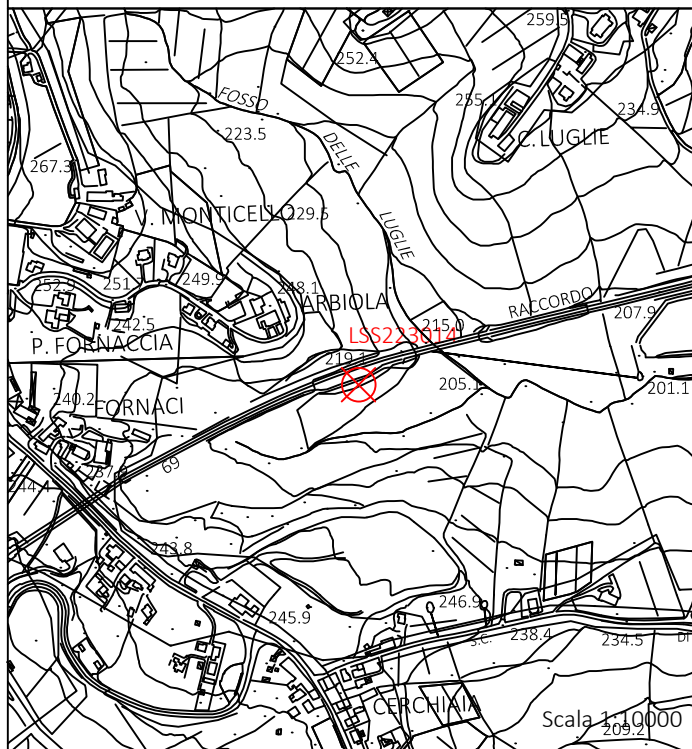 259.5
252.4
FOSSO
255.1
234.9
223.5
DELLE
C. LUGLIE
267.3
V. MONTICELLO
229.5
LUGLIE
252.9
249.9
248.1
ARBIOLA
RACCORDO
242.5
LSS223014
215.0
207.9
P. FORNACCIA
219.1
205.1
201.1
240.2
FORNACI
69
244.4
243.8
245.9
246.9
S.C.
238.4
234.5
DI
CERCHIAIA
Scala 1:10000
209.2